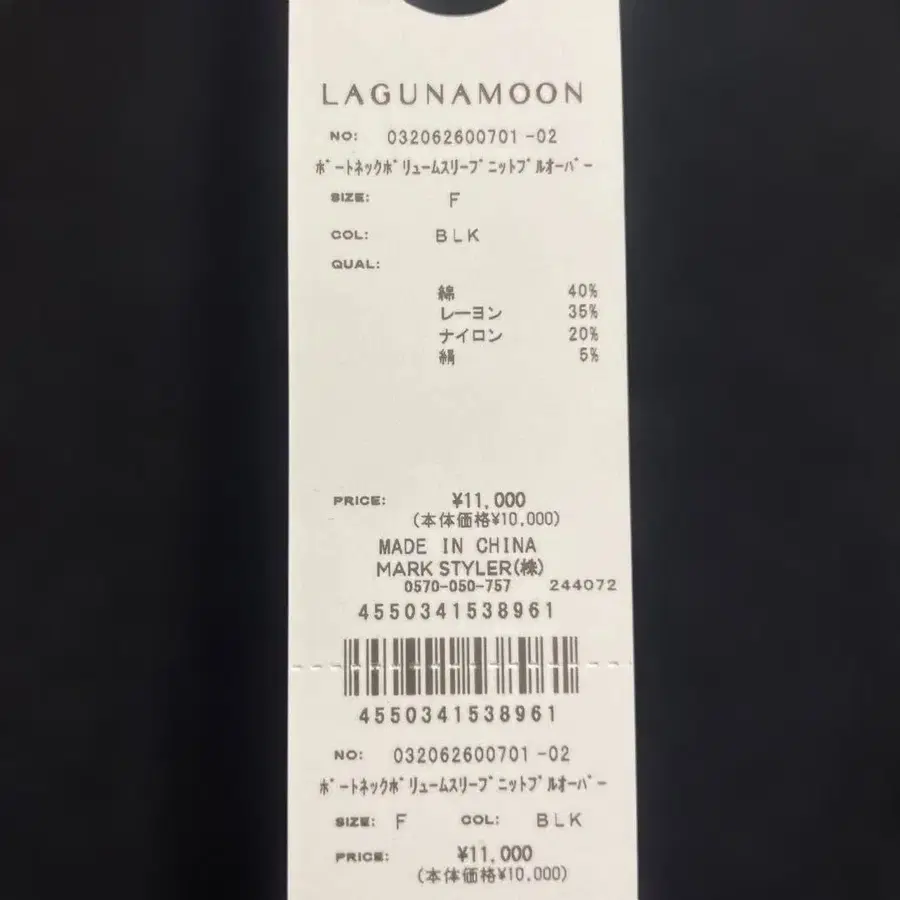 LAGUNAMOON
NO: 032062600701-02
ﾎﾞｰﾄﾈｯｸﾎﾞﾘｭｰﾑｽﾘｰﾌﾞﾆｯﾄﾌﾟﾙｵｰﾊﾞｰ
SIZE: F
COL: BLK
QUAL:
綿 40%
レーヨン 35%
ナイロン 20%
絹 5%
PRICE: ¥11,000
(本体価格¥10,000)
MADE IN CHINA
MARK STYLER(株)
0570-050-757 244072
4550341538961
4550341538961
NO: 032062600701-02
ﾎﾞｰﾄﾈｯｸﾎﾞﾘｭｰﾑｽﾘｰﾌﾞﾆｯﾄﾌﾟﾙｵｰﾊﾞｰ
SIZE: F COL: BLK
PRICE: ¥11,000
(本体価格¥10,000)